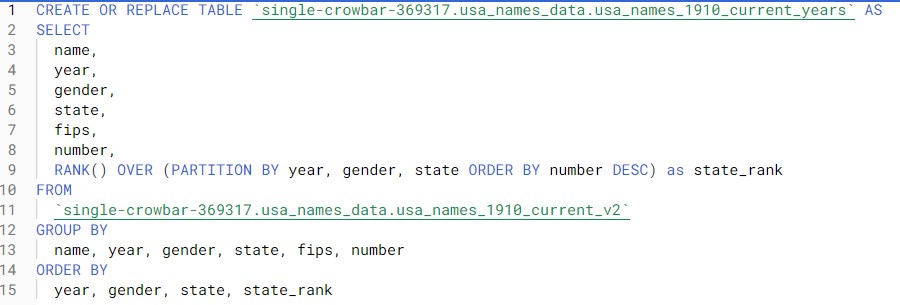 1 CREATE OR REPLACE TABLE `single-crowbar-369317.usa_names_data.usa_names_1910_current_years` AS
2 SELECT
3 name,
4 year,
5 gender,
6 state,
7 fips,
8 number,
9 RANK() OVER (PARTITION BY year, gender, state ORDER BY number DESC) as state_rank
10 FROM
11 `single-crowbar-369317.usa_names_data.usa_names_1910_current_v2`
12 GROUP BY
13 name, year, gender, state, fips, number
14 ORDER BY
15 year, gender, state, state_rank